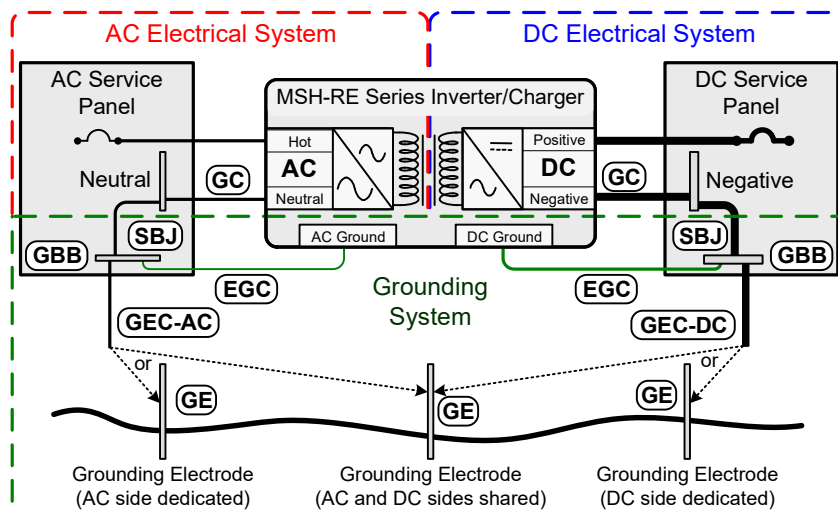 AC Electrical System
DC Electrical System
AC Service
Panel
MSH-RE Series Inverter/Charger
DC Service
Panel
Hot
AC
Neutral
Positive
DC
Negative
Neutral
GC
GC
Negative
SBJ
SBJ
GBB
AC Ground
DC Ground
GBB
EGC
Grounding
System
EGC
GEC-AC
GEC-DC
or
or
GE
GE
GE
Grounding Electrode
(AC side dedicated)
Grounding Electrode
(AC and DC sides shared)
Grounding Electrode
(DC side dedicated)